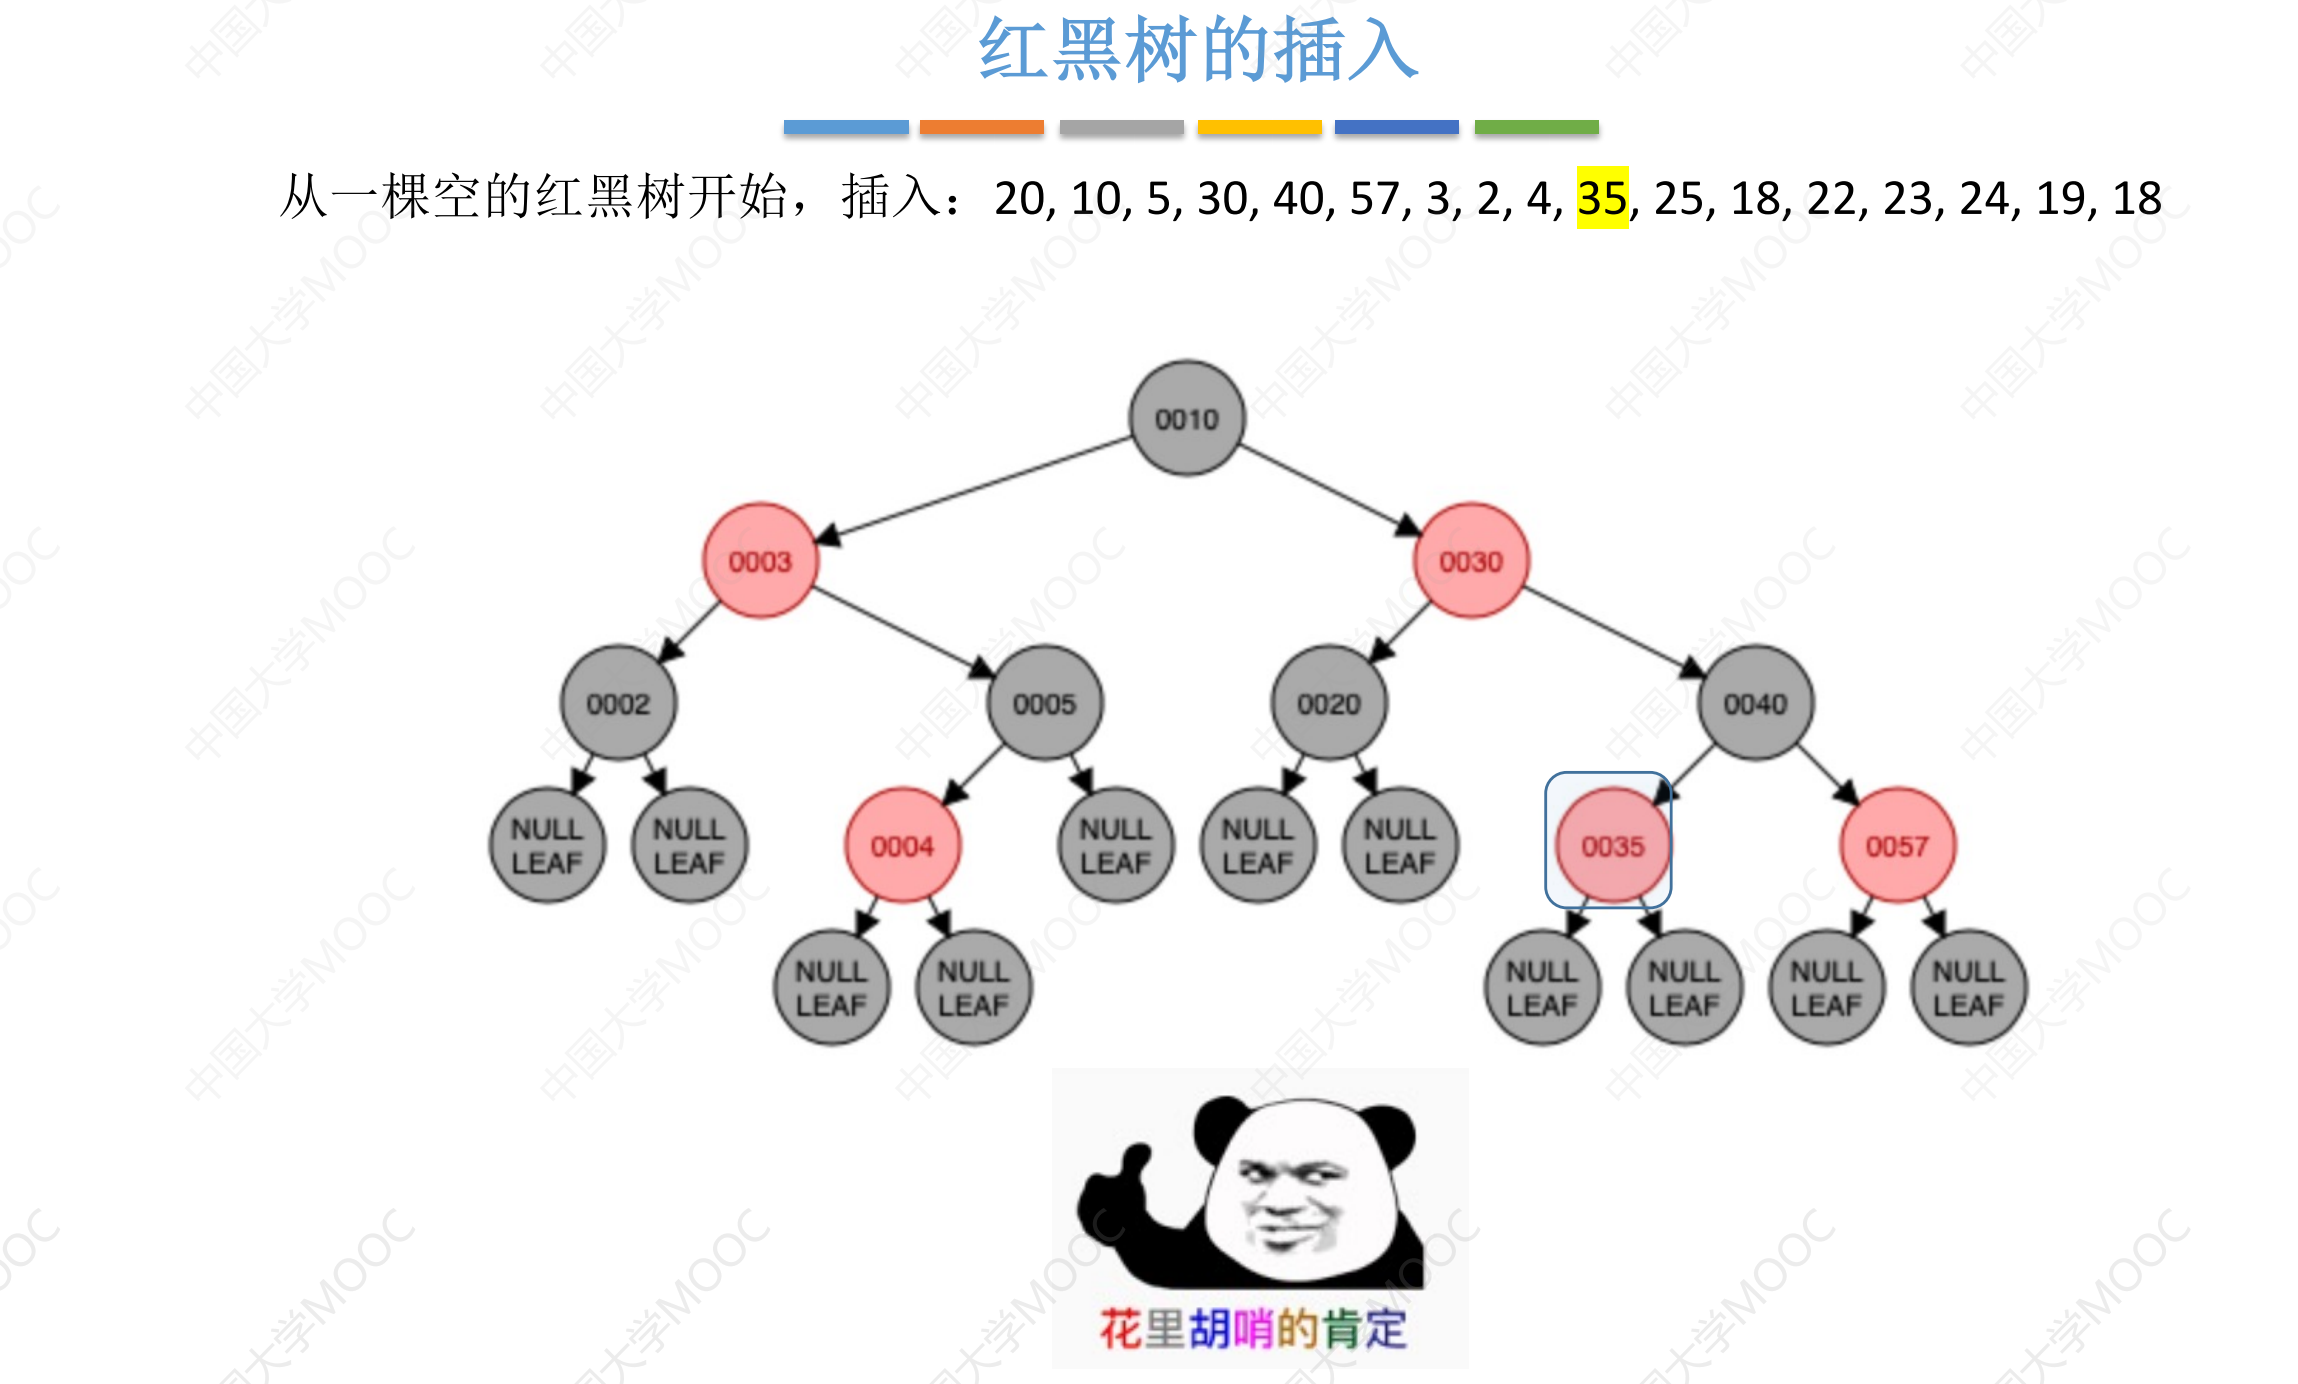 红黑树的插入
从一棵空的红黑树开始，插入：20, 10, 5, 30, 40, 57, 3, 2, 4, 35, 25, 18, 22, 23, 24, 19, 18
0010
0003 0030
0002 0005 0020 0040
NULL LEAF NULL LEAF 0004 NULL LEAF NULL LEAF NULL LEAF 0035 0057
NULL LEAF NULL LEAF NULL LEAF NULL LEAF NULL LEAF NULL LEAF
花里胡哨的肯定
中国大学MOOC